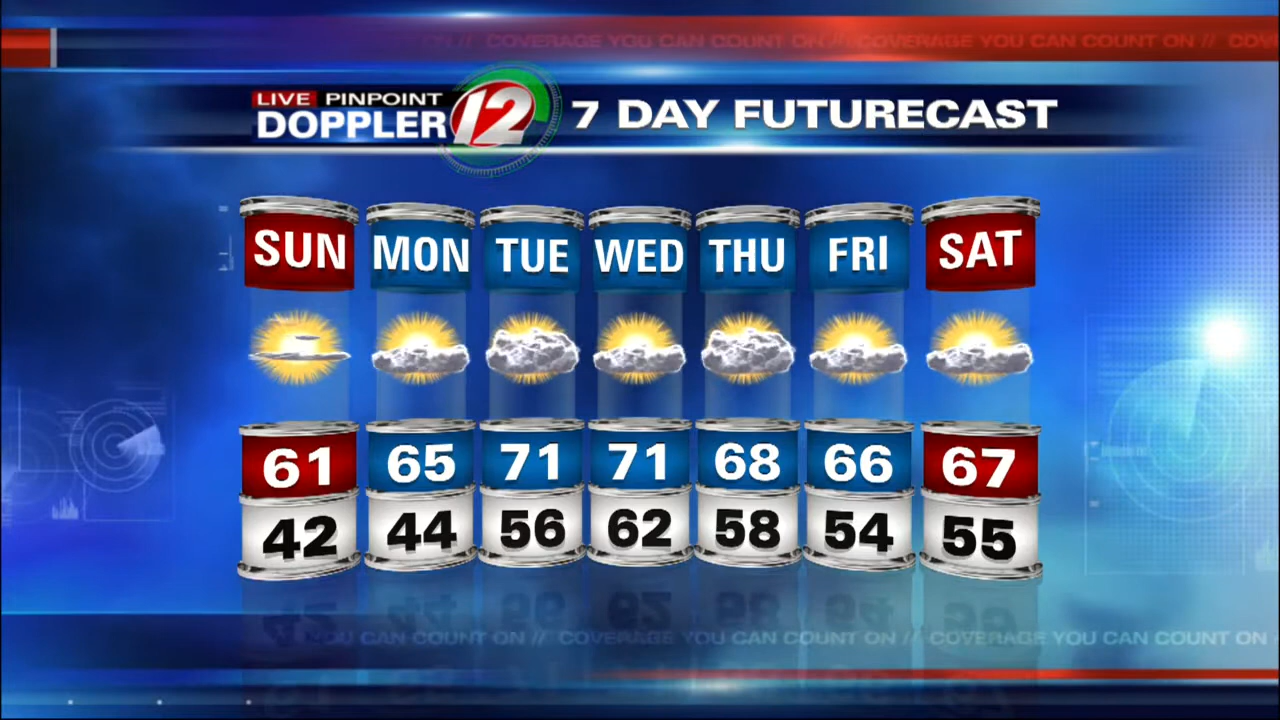 ON // COVERAGE YOU CAN COUNT ON // COVERAGE YOU CAN COUNT ON //
LIVE PINPOINT
DOPPLER 12
7 DAY FUTURECAST
SUN MON TUE WED THU FRI SAT
61 65 71 71 68 66 67
42 44 56 62 58 54 55
YOU CAN COUNT ON // COVERAGE YOU CAN COUNT ON // COVERAGE YOU CAN COUNT ON